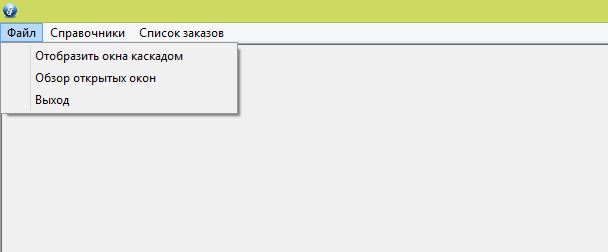 Файл Справочники Список заказов
Отобразить окна каскадом
Обзор открытых окон
Выход